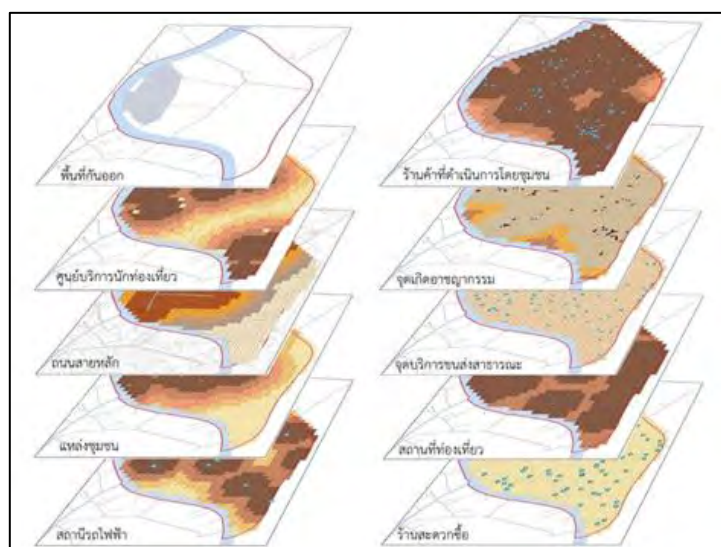 พื้นที่กันออก
ศูนย์บริการนักท่องเที่ยว
ถนนสายหลัก
แหล่งชุมชน
สถานีรถไฟฟ้า
ร้านค้าที่ดำเนินการโดยชุมชน
จุดเกิดอาชญากรรม
จุดบริการขนส่งสาธารณะ
สถานที่ท่องเที่ยว
ร้านสะดวกซื้อ